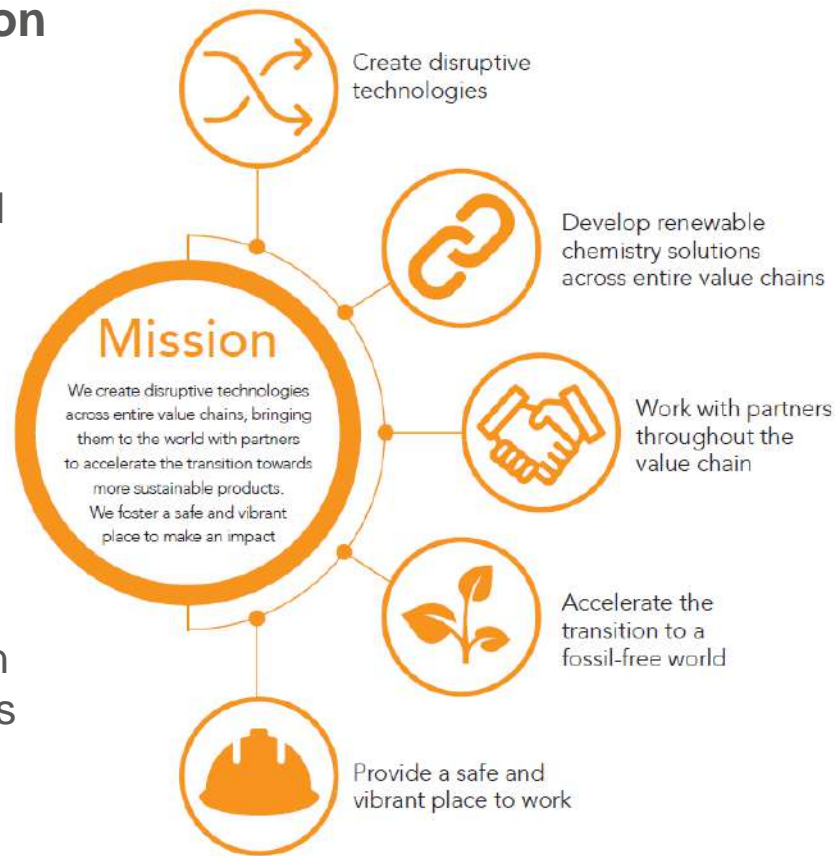 on
Create disruptive
technologies
l
Develop renewable
chemistry solutions
across entire value chains
Mission
We create disruptive technologies
across entire value chains, bringing
them to the world with partners
to accelerate the transition towards
more sustainable products.
We foster a safe and vibrant
place to make an impact
Work with partners
throughout the
value chain
Accelerate the
transition to a
fossil-free world
n
s
Provide a safe and
vibrant place to work